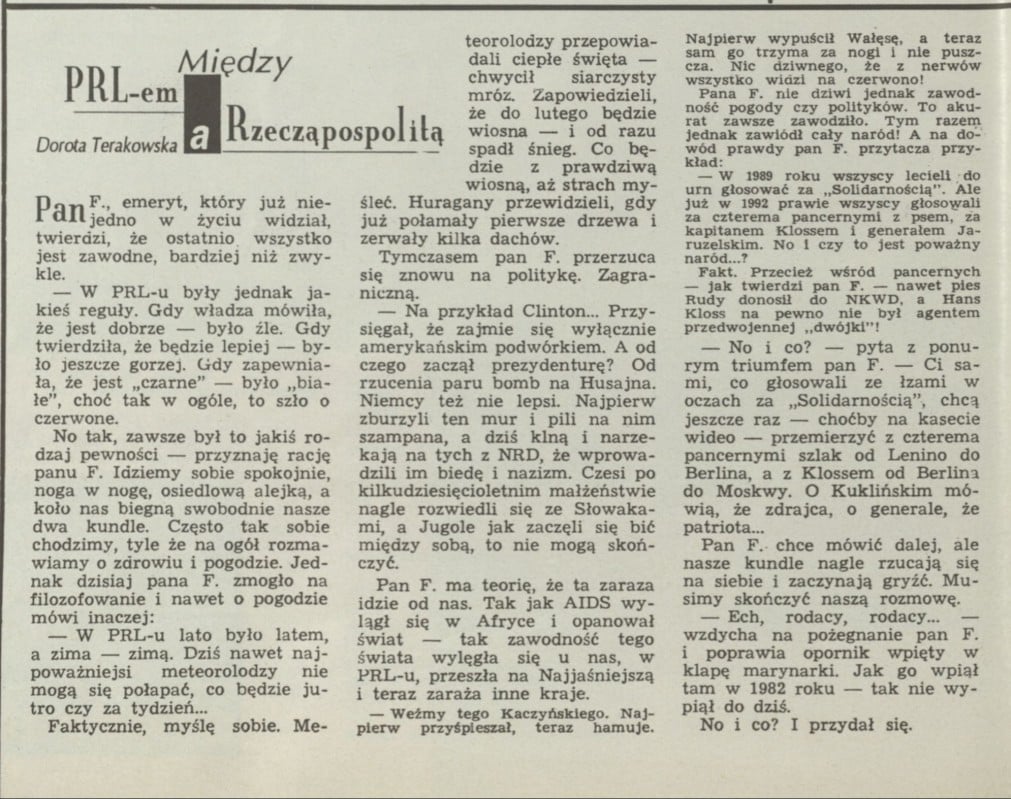 Między
PRL-em
a Rzecząpospolitą
Dorota Terakowska
Pan F., emeryt, który już nie-
jedno w życiu widział,
twierdzi, że ostatnio wszystko
jest zawodne, bardziej niż zwy-
kle.
— W PRL-u były jednak ja-
kieś reguły. Gdy władza mówiła,
że jest dobrze — było źle. Gdy
twierdziła, że będzie lepiej — by-
ło jeszcze gorzej. Gdy zapewnia-
ła, że jest „czarne" — było „bia-
łe", choć tak w ogóle, to szło o
czerwone.
No tak, zawsze był to jakiś ro-
dzaj pewności — przyznaję rację
panu F. Idziemy sobie spokojnie,
noga w nogę, osiedlową alejką, a
koło nas biegną swobodnie nasze
dwa kundle. Często tak sobie
chodzimy, tyle że na ogół rozma-
wiamy o zdrowiu i pogodzie. Jed-
nak dzisiaj pana F. zmogło na
filozofowanie i nawet o pogodzie
mówi inaczej:
— W PRL-u lato było latem,
a zima — zimą. Dziś nawet naj-
poważniejsi meteorolodzy nie
mogą się połapać, co będzie ju-
tro czy za tydzień...
Faktycznie, myślę sobie. Me-
teorolodzy przepowia-
dali ciepłe święta —
chwycił siarczysty
mróz. Zapowiedzieli,
że do lutego będzie
wiosna — i od razu
spadł śnieg. Co bę-
dzie z prawdziwą
wiosną, aż strach my-
śleć. Huragany przewidzieli, gdy
już połamały pierwsze drzewa i
zerwały kilka dachów.
Tymczasem pan F. przerzuca
się znowu na politykę. Zagra-
niczną.
— Na przykład Clinton... Przy-
sięgał, że zajmie się wyłącznie
amerykańskim podwórkiem. A od
czego zaczął prezydenturę? Od
rzucenia paru bomb na Husajna.
Niemcy też nie lepsi. Najpierw
zburzyli ten mur i pili na nim
szampana, a dziś klną i narze-
kają na tych z NRD, że wprowa-
dzili im biedę i nazizm. Czesi po
kilkudziesięcioletnim małżeństwie
nagle rozwiedli się ze Słowaka-
mi, a Jugole jak zaczęli się bić
między sobą, to nie mogą skoń-
czyć.
Pan F. ma teorię, że ta zaraza
idzie od nas. Tak jak AIDS wy-
lągł się w Afryce i opanował
świat — tak zawodność tego
świata wylęgła się u nas, w
PRL-u, przeszła na Najjaśniejszą
i teraz zaraża inne kraje.
— Weźmy tego Kaczyńskiego. Naj-
pierw przyśpieszał, teraz hamuje.
Najpierw wypuścił Wałęsę, a teraz
sam go trzyma za nogi i nie pusz-
cza. Nic dziwnego, że z nerwów
wszystko widzi na czerwono!
Pana F. nie dziwi jednak zawod-
ność pogody czy polityków. To aku-
rat zawsze zawodziło. Tym razem
jednak zawiódł cały naród! A na do-
wód prawdy pan F. przytacza przy-
kład:
— W 1989 roku wszyscy lecieli do
urn głosować za „Solidarnością". Ale
już w 1992 prawie wszyscy głosowali
za czterema pancernymi z psem, za
kapitanem Klossem i generałem Ja-
ruzelskim. No i czy to jest poważny
naród...?
Fakt. Przecież wśród pancernych
— jak twierdzi pan F. — nawet pies
Rudy donosił do NKWD, a Hans
Kloss na pewno nie był agentem
przedwojennej „dwójki"!
— No i co? — pyta z ponu-
rym triumfem pan F. — Ci sa-
mi, co głosowali ze łzami w
oczach za „Solidarnością", chcą
jeszcze raz — choćby na kasecie
wideo — przemierzyć z czterema
pancernymi szlak od Lenino do
Berlina, a z Klossem od Berlina
do Moskwy. O Kuklińskim mó-
wią, że zdrajca, o generale, że
patriota...
Pan F. chce mówić dalej, ale
nasze kundle nagle rzucają się
na siebie i zaczynają gryźć. Mu-
simy skończyć naszą rozmowę.
— Ech, rodacy, rodacy... —
wzdycha na pożegnanie pan F.
i poprawia opornik wpięty w
klapę marynarki. Jak go wpiął
tam w 1982 roku — tak nie wy-
piął do dziś.
No i co? I przydał się.